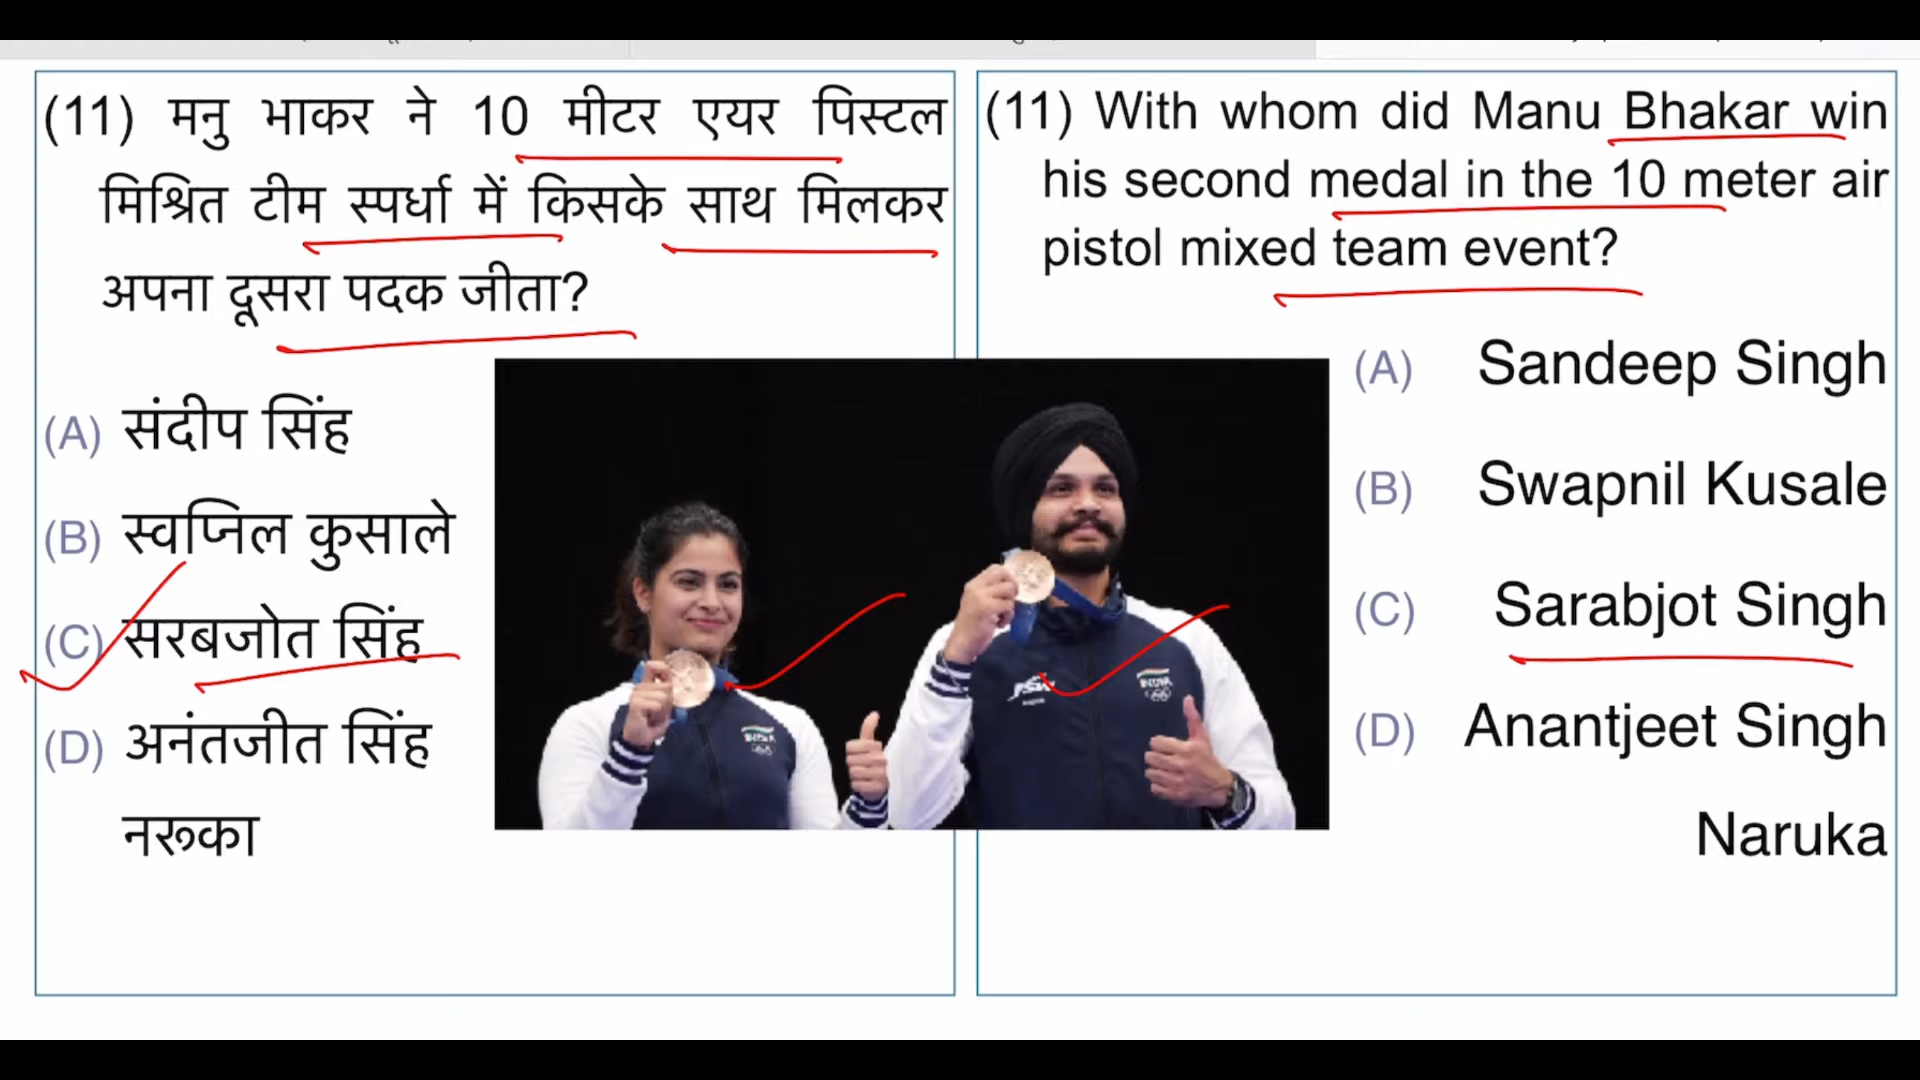 (11) मनु भाकर ने 10 मीटर एयर पिस्टल
मिश्रित टीम स्पर्धा में किसके साथ मिलकर
अपना दूसरा पदक जीता?
(A) संदीप सिंह
(B) स्वप्निल कुसाले
(C) सरबजोत सिंह
(D) अनंतजीत सिंह
नरूका
(11) With whom did Manu Bhakar win
his second medal in the 10 meter air
pistol mixed team event?
(A) Sandeep Singh
(B) Swapnil Kusale
(C) Sarabjot Singh
(D) Anantjeet Singh
Naruka
INDIA
INDIA